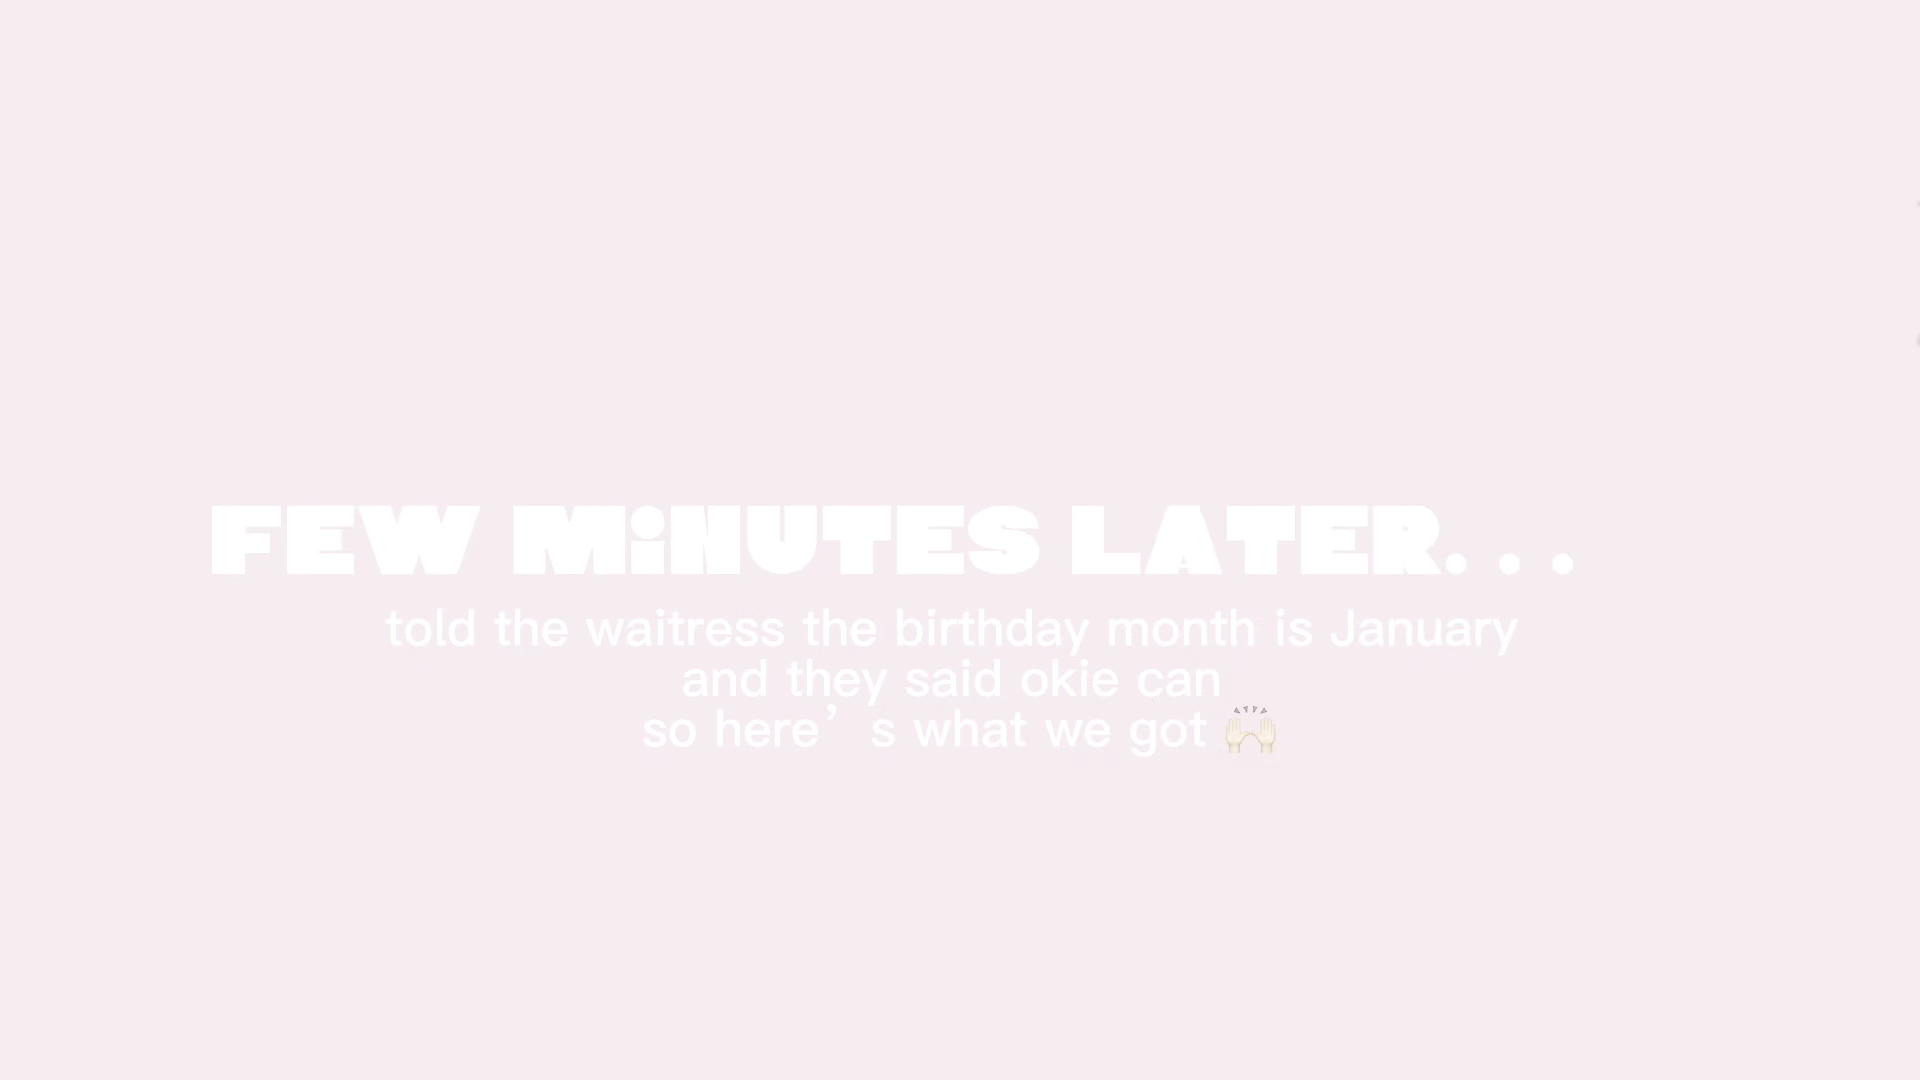 FEW MiNUTES LATER...
told the waitress the birthday month is January
and they said okie can
so here’s what we got 🙌🏻